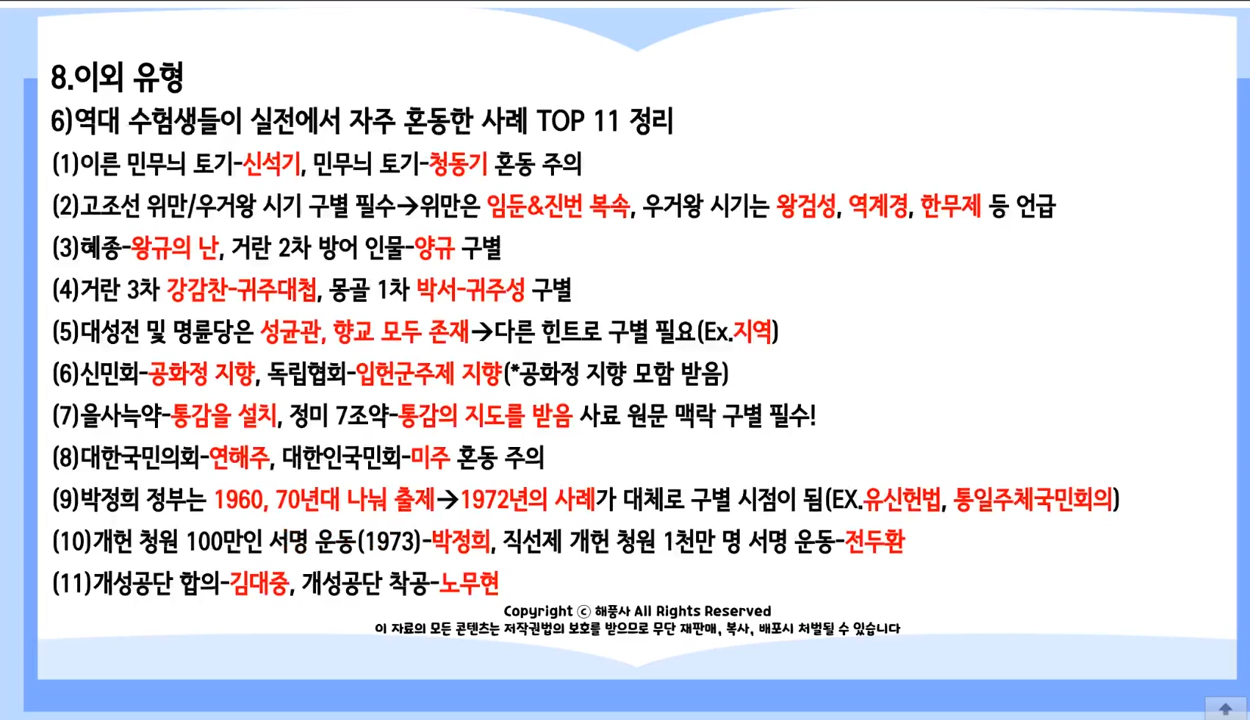 8.이외 유형
6)역대 수험생들이 실전에서 자주 혼동한 사례 TOP 11 정리
(1)이른 민무늬 토기-신석기, 민무늬 토기-청동기 혼동 주의
(2)고조선 위만/우거왕 시기 구별 필수→위만은 임둔&진번 복속, 우거왕 시기는 왕검성, 역계경, 한무제 등 언급
(3)혜종-왕규의 난, 거란 2차 방어 인물-양규 구별
(4)거란 3차 강감찬-귀주대첩, 몽골 1차 박서-귀주성 구별
(5)대성전 및 명륜당은 성균관, 향교 모두 존재→다른 힌트로 구별 필요(Ex.지역)
(6)신민회-공화정 지향, 독립협회-입헌군주제 지향(*공화정 지향 모함 받음)
(7)을사늑약-통감을 설치, 정미 7조약-통감의 지도를 받음 사료 원문 맥락 구별 필수!
(8)대한국민의회-연해주, 대한인국민회-미주 혼동 주의
(9)박정희 정부는 1960, 70년대 나눠 출제→1972년의 사례가 대체로 구별 시점이 됨(EX.유신헌법, 통일주체국민회의)
(10)개헌 청원 100만인 서명 운동(1973)-박정희, 직선제 개헌 청원 1천만 명 서명 운동-전두환
(11)개성공단 합의-김대중, 개성공단 착공-노무현
Copyright ⓒ 해풍사 All Rights Reserved
이 자료의 모든 콘텐츠는 저작권법의 보호를 받으므로 무단 재판매, 복사, 배포시 처벌될 수 있습니다